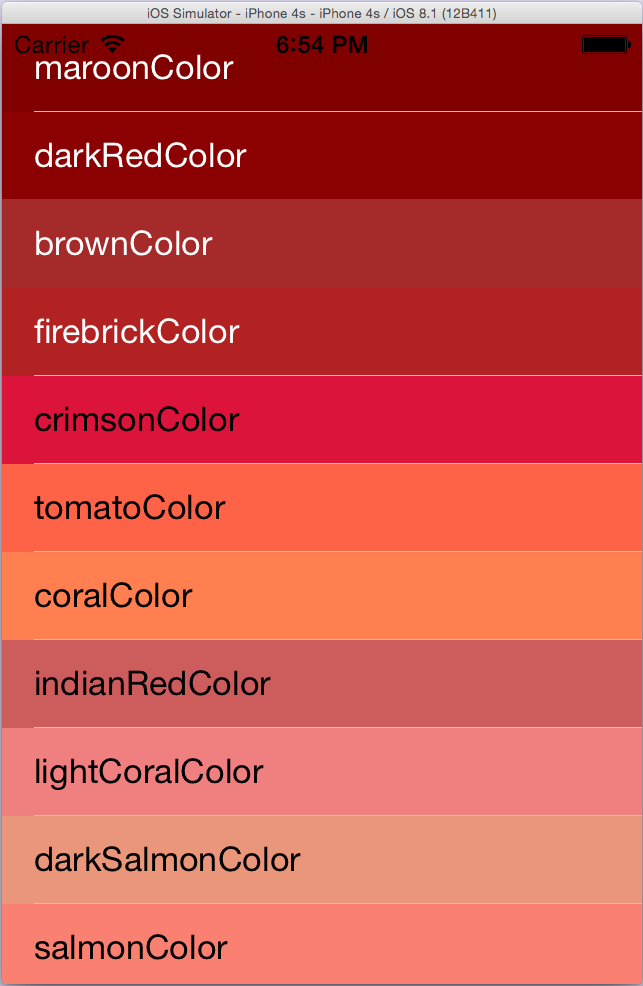 iOS Simulator - iPhone 4s - iPhone 4s / iOS 8.1 (12B411)
Carrier 6:54 PM
maroonColor
darkRedColor
brownColor
firebrickColor
crimsonColor
tomatoColor
coralColor
indianRedColor
lightCoralColor
darkSalmonColor
salmonColor